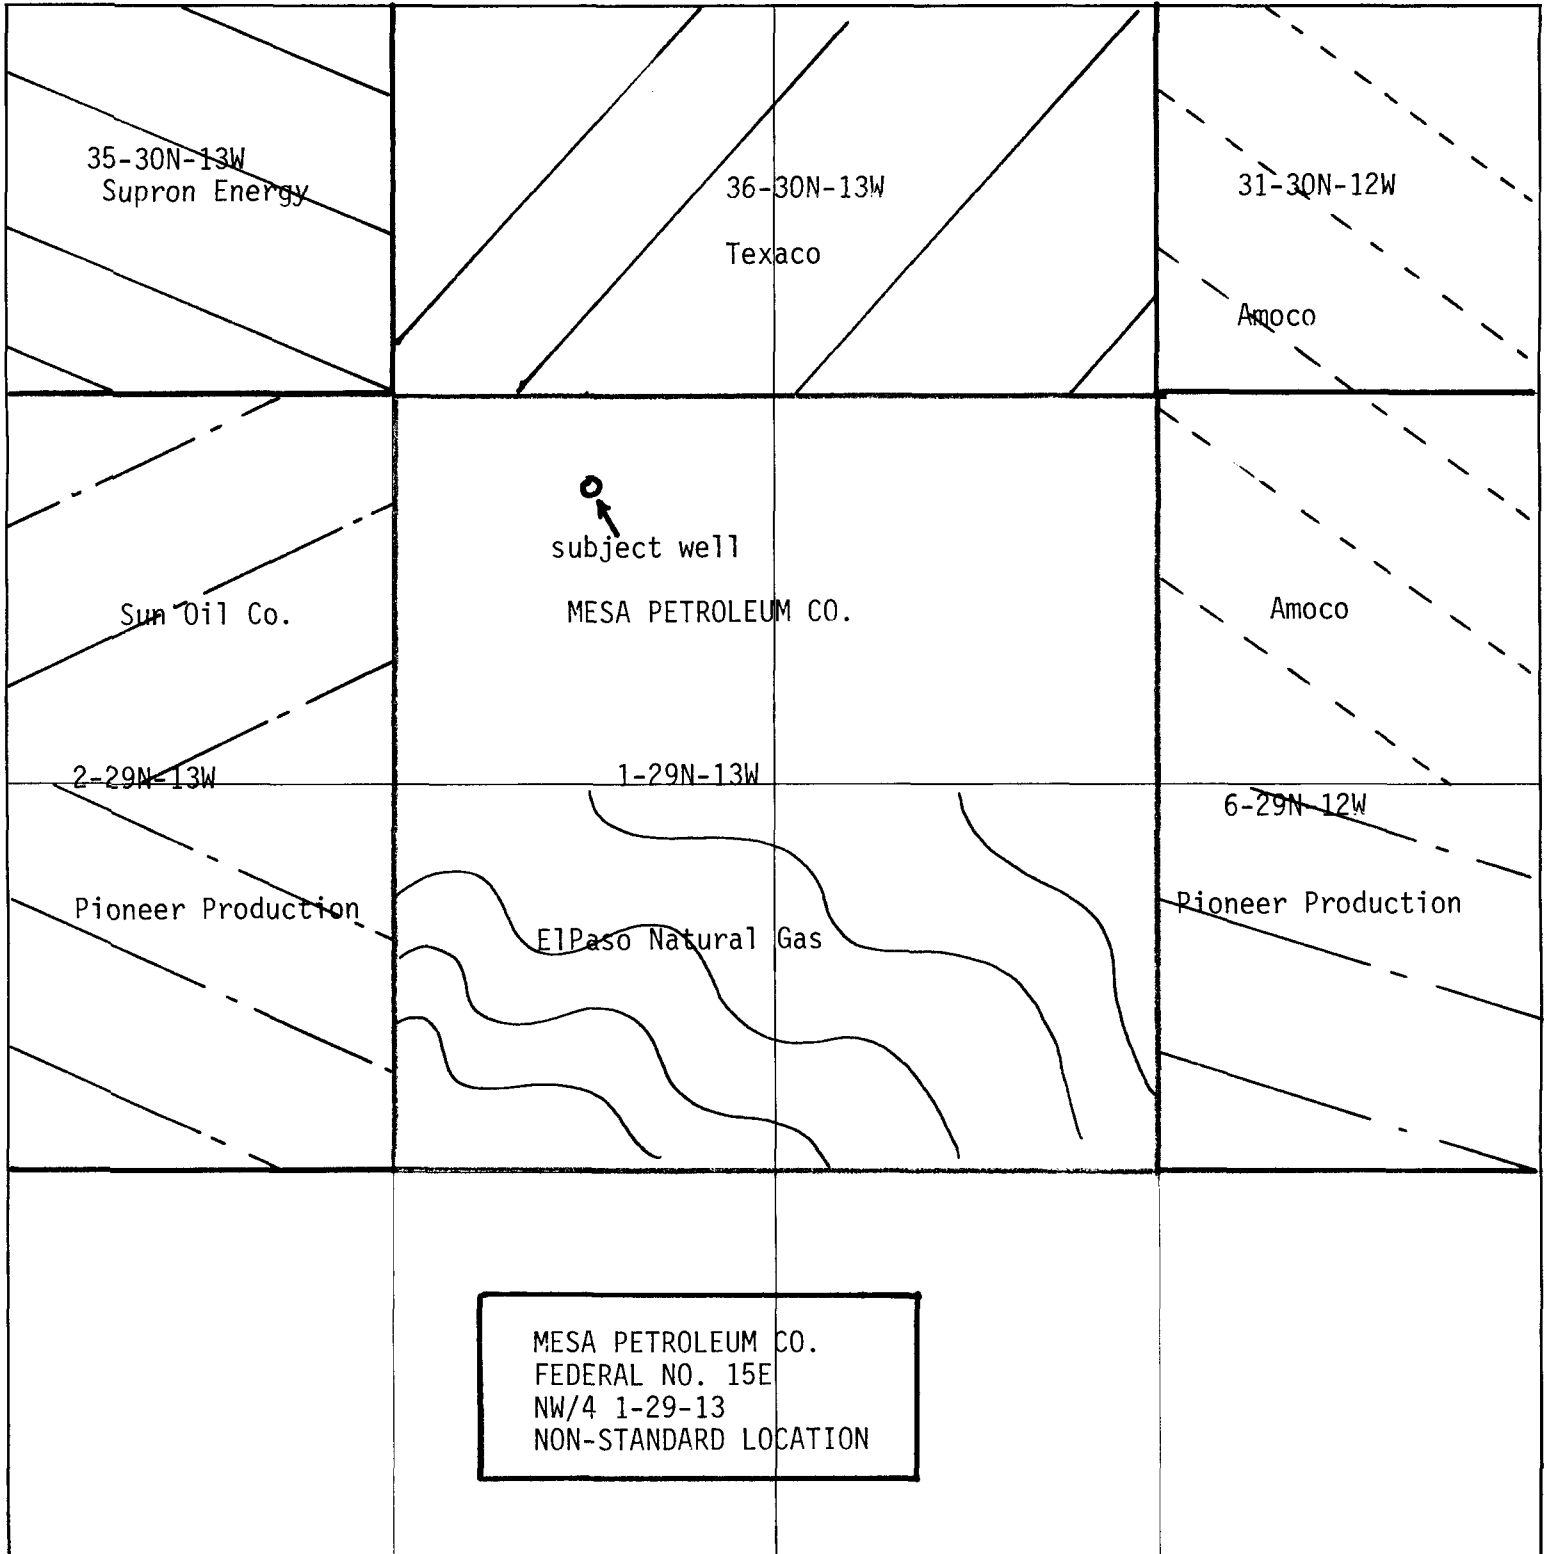 35-30N-13W
Supron Energy
36-30N-13W
Texaco
31-30N-12W
Amoco
subject well
Sun Oil Co.
MESA PETROLEUM CO.
Amoco
2-29N-13W
1-29N-13W
6-29N-12W
Pioneer Production
ElPaso Natural Gas
Pioneer Production
MESA PETROLEUM CO.
FEDERAL NO. 15E
NW/4 1-29-13
NON-STANDARD LOCATION